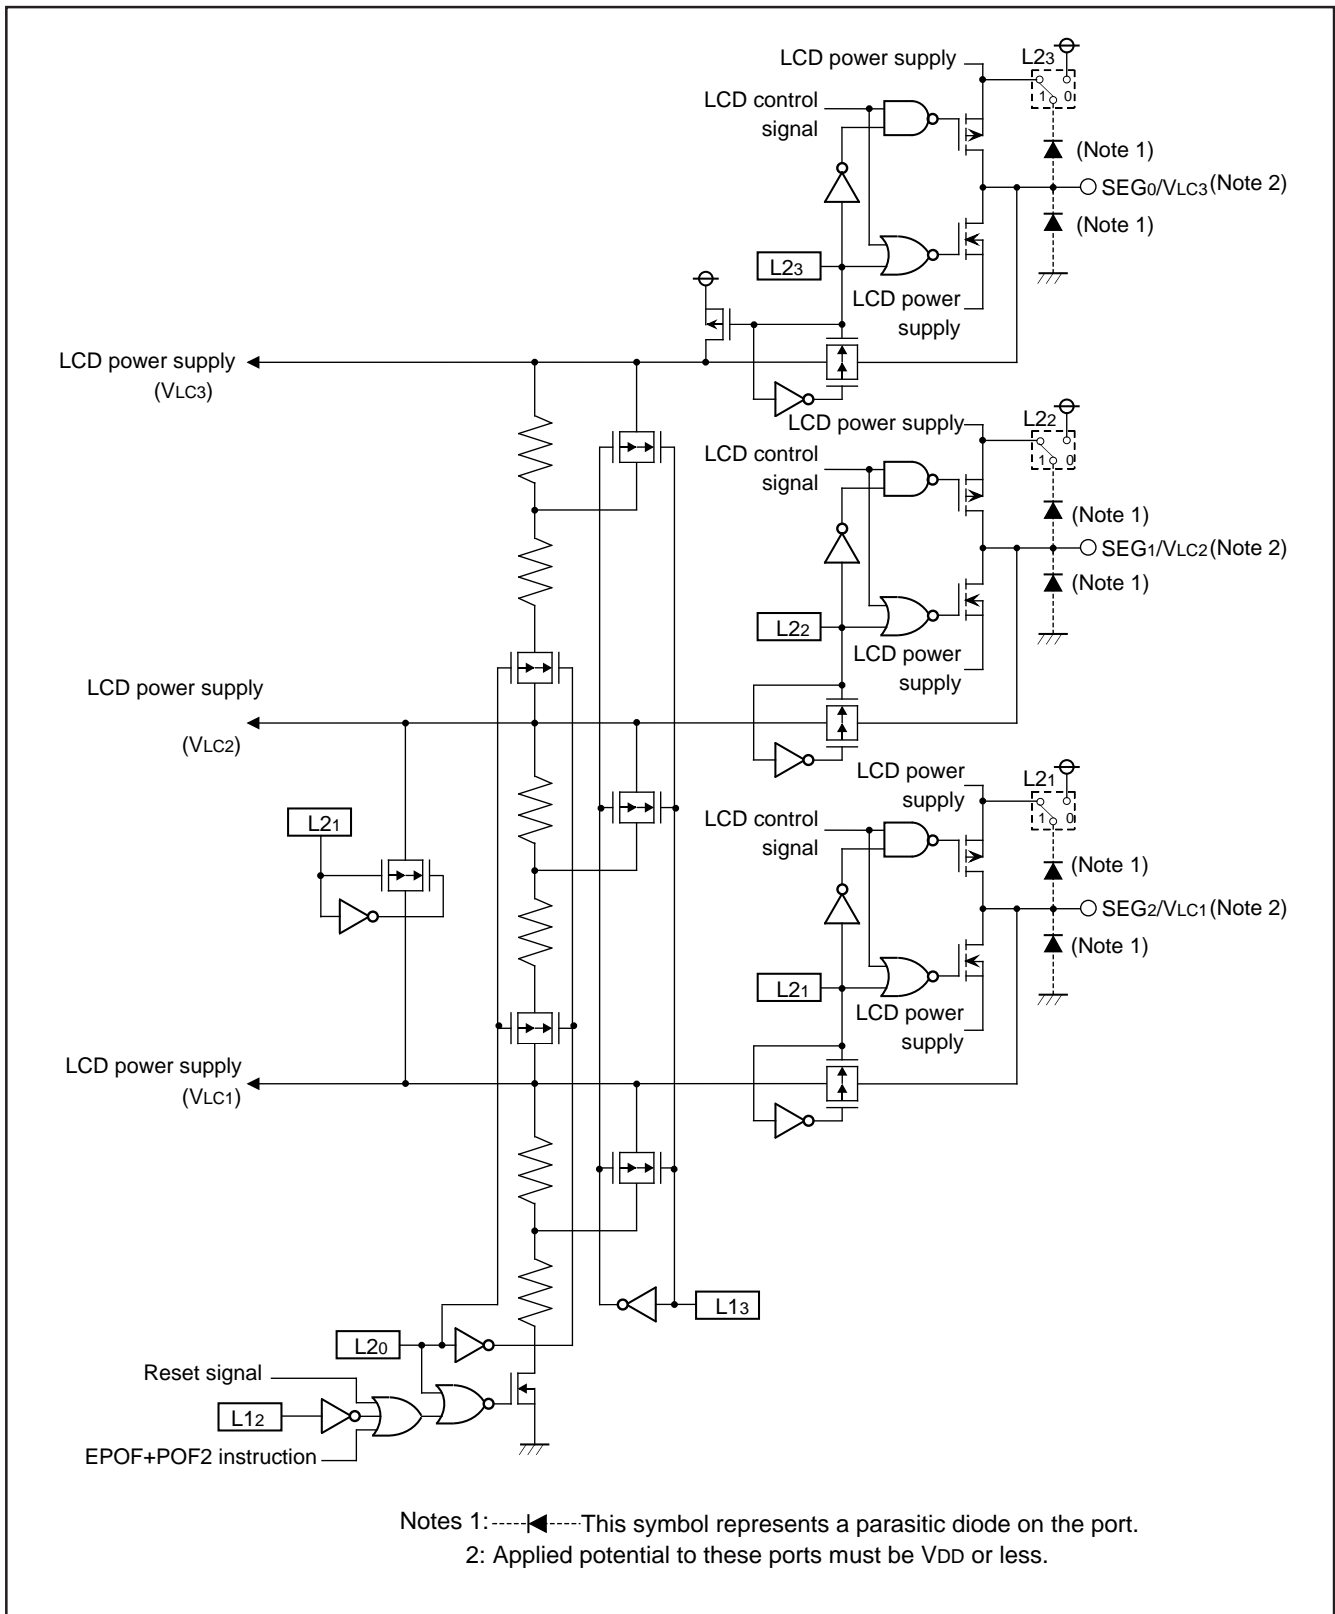 LCD power supply
L23
LCD control
signal
1 0
(Note 1)
SEG0/VLC3 (Note 2)
(Note 1)
L23
LCD power
supply
LCD power supply
(VLC3)
LCD power supply
L22
LCD control
signal
1 0
(Note 1)
SEG1/VLC2 (Note 2)
(Note 1)
L22
LCD power
supply
LCD power supply
(VLC2)
LCD power
supply
L21
L21
LCD control
signal
1 0
(Note 1)
SEG2/VLC1 (Note 2)
(Note 1)
L21
LCD power
supply
LCD power supply
(VLC1)
L13
L20
Reset signal
L12
EPOF+POF2 instruction
Notes 1: This symbol represents a parasitic diode on the port.
2: Applied potential to these ports must be VDD or less.